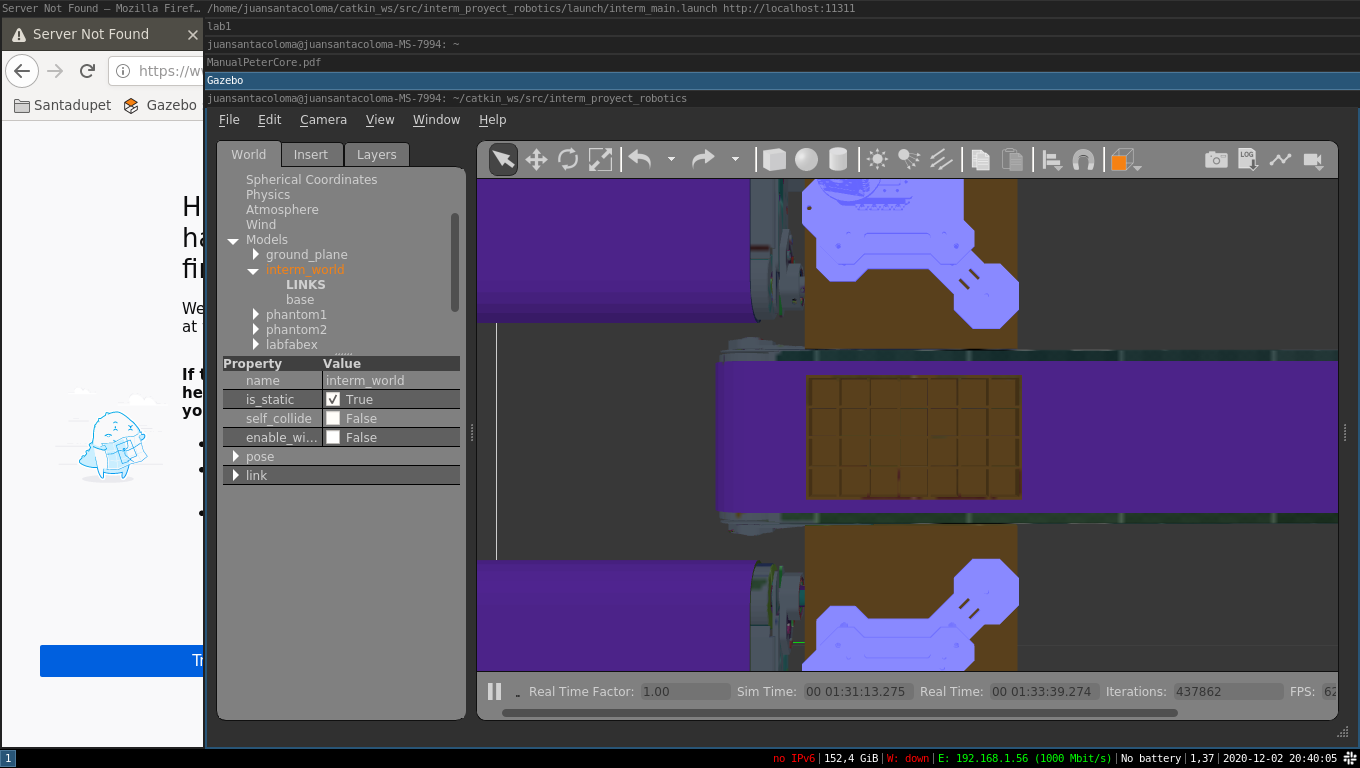 Server Not Found — Mozilla Firef…
/home/juansantacoloma/catkin_ws/src/interm_proyect_robotics/launch/interm_main.launch http://localhost:11311
lab1
juansantacoloma@juansantacoloma-MS-7994: ~
ManualPeterCore.pdf
Gazebo
juansantacoloma@juansantacoloma-MS-7994: ~/catkin_ws/src/interm_proyect_robotics
Server Not Found
https://w
Santadupet
Gazebo
We
at
If
he
yo
File Edit Camera View Window Help
World Insert Layers
Spherical Coordinates
Physics
Atmosphere
Wind
Models
ground_plane
interm_world
LINKS
base
phantom1
phantom2
labfabex
Property Value
name interm_world
is_static True
self_collide False
enable_wi... False
pose
link
LOG
Real Time Factor: 1.00 Sim Time: 00 01:31:13.275 Real Time: 00 01:33:39.274 Iterations: 437862 FPS: 62
1
no IPv6|152,4 GiB|W: down|E: 192.168.1.56 (1000 Mbit/s)|No battery|1,37|2020-12-02 20:40:05